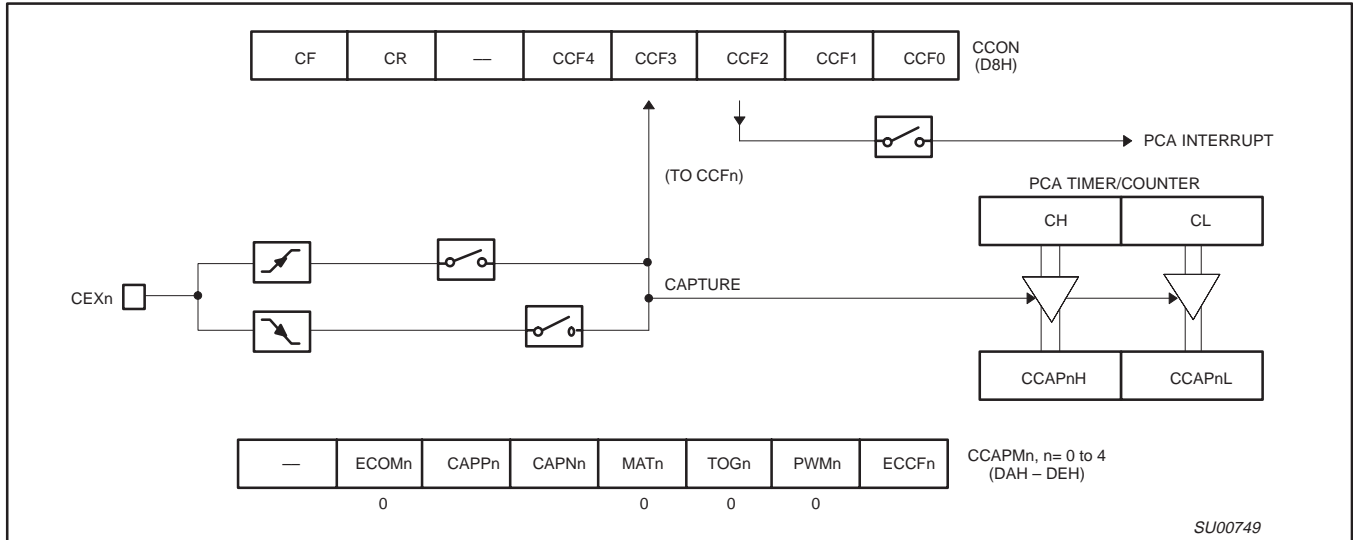 CF CR — CCF4 CCF3 CCF2 CCF1 CCF0
CCON
(D8H)
PCA INTERRUPT
(TO CCFn)
PCA TIMER/COUNTER
CH CL
CEXn
CAPTURE
CCAPnH CCAPnL
— ECOMn CAPPn CAPNn MATn TOGn PWMn ECCFn
CCAPMn, n= 0 to 4
(DAH – DEH)
0 0 0 0
SU00749